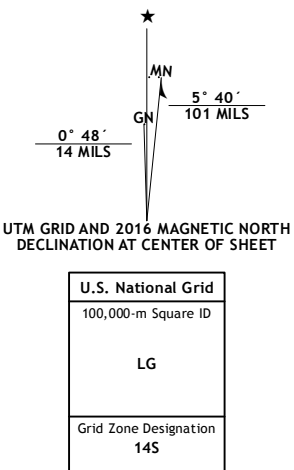 MN
GN
5° 40´
101 MILS
0° 48´
14 MILS
UTM GRID AND 2016 MAGNETIC NORTH
DECLINATION AT CENTER OF SHEET
U.S. National Grid
100,000-m Square ID
LG
Grid Zone Designation
14S